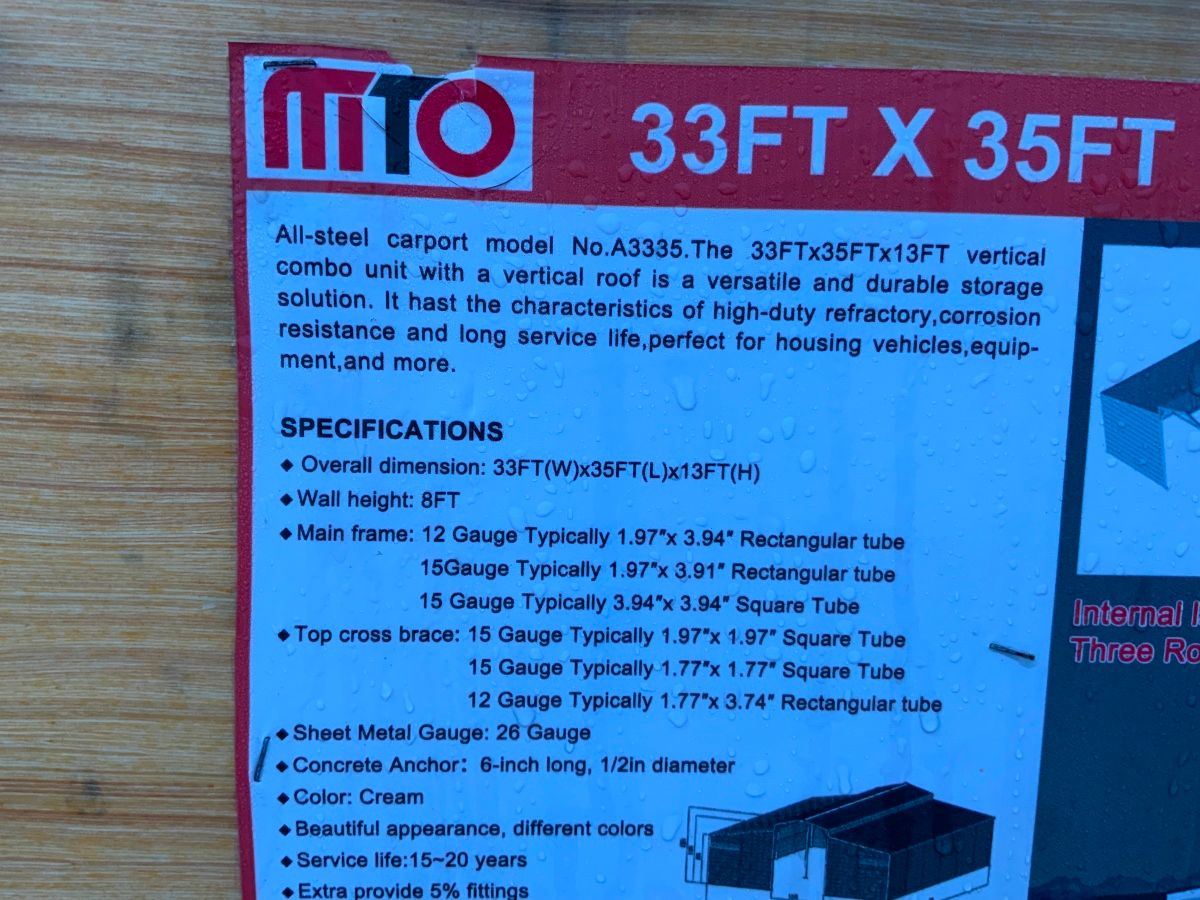 MTO
33FT X 35FT
All-steel carport model No.A3335.The 33FTx35FTx13FT vertical
combo unit with a vertical roof is a versatile and durable storage
solution. It hast the characteristics of high-duty refractory,corrosion
resistance and long service life,perfect for housing vehicles,equip-
ment,and more.
SPECIFICATIONS
◆ Overall dimension: 33FT(W)x35FT(L)x13FT(H)
◆ Wall height: 8FT
◆ Main frame: 12 Gauge Typically 1.97"x 3.94" Rectangular tube
15Gauge Typically 1.97"x 3.91" Rectangular tube
15 Gauge Typically 3.94"x 3.94" Square Tube
◆ Top cross brace: 15 Gauge Typically 1.97"x 1.97" Square Tube
15 Gauge Typically 1.77"x 1.77" Square Tube
12 Gauge Typically 1.77"x 3.74" Rectangular tube
◆ Sheet Metal Gauge: 26 Gauge
◆ Concrete Anchor: 6-inch long, 1/2in diameter
◆ Color: Cream
◆ Beautiful appearance, different colors
◆ Service life:15~20 years
◆ Extra provide 5% fittings
Internal
Three